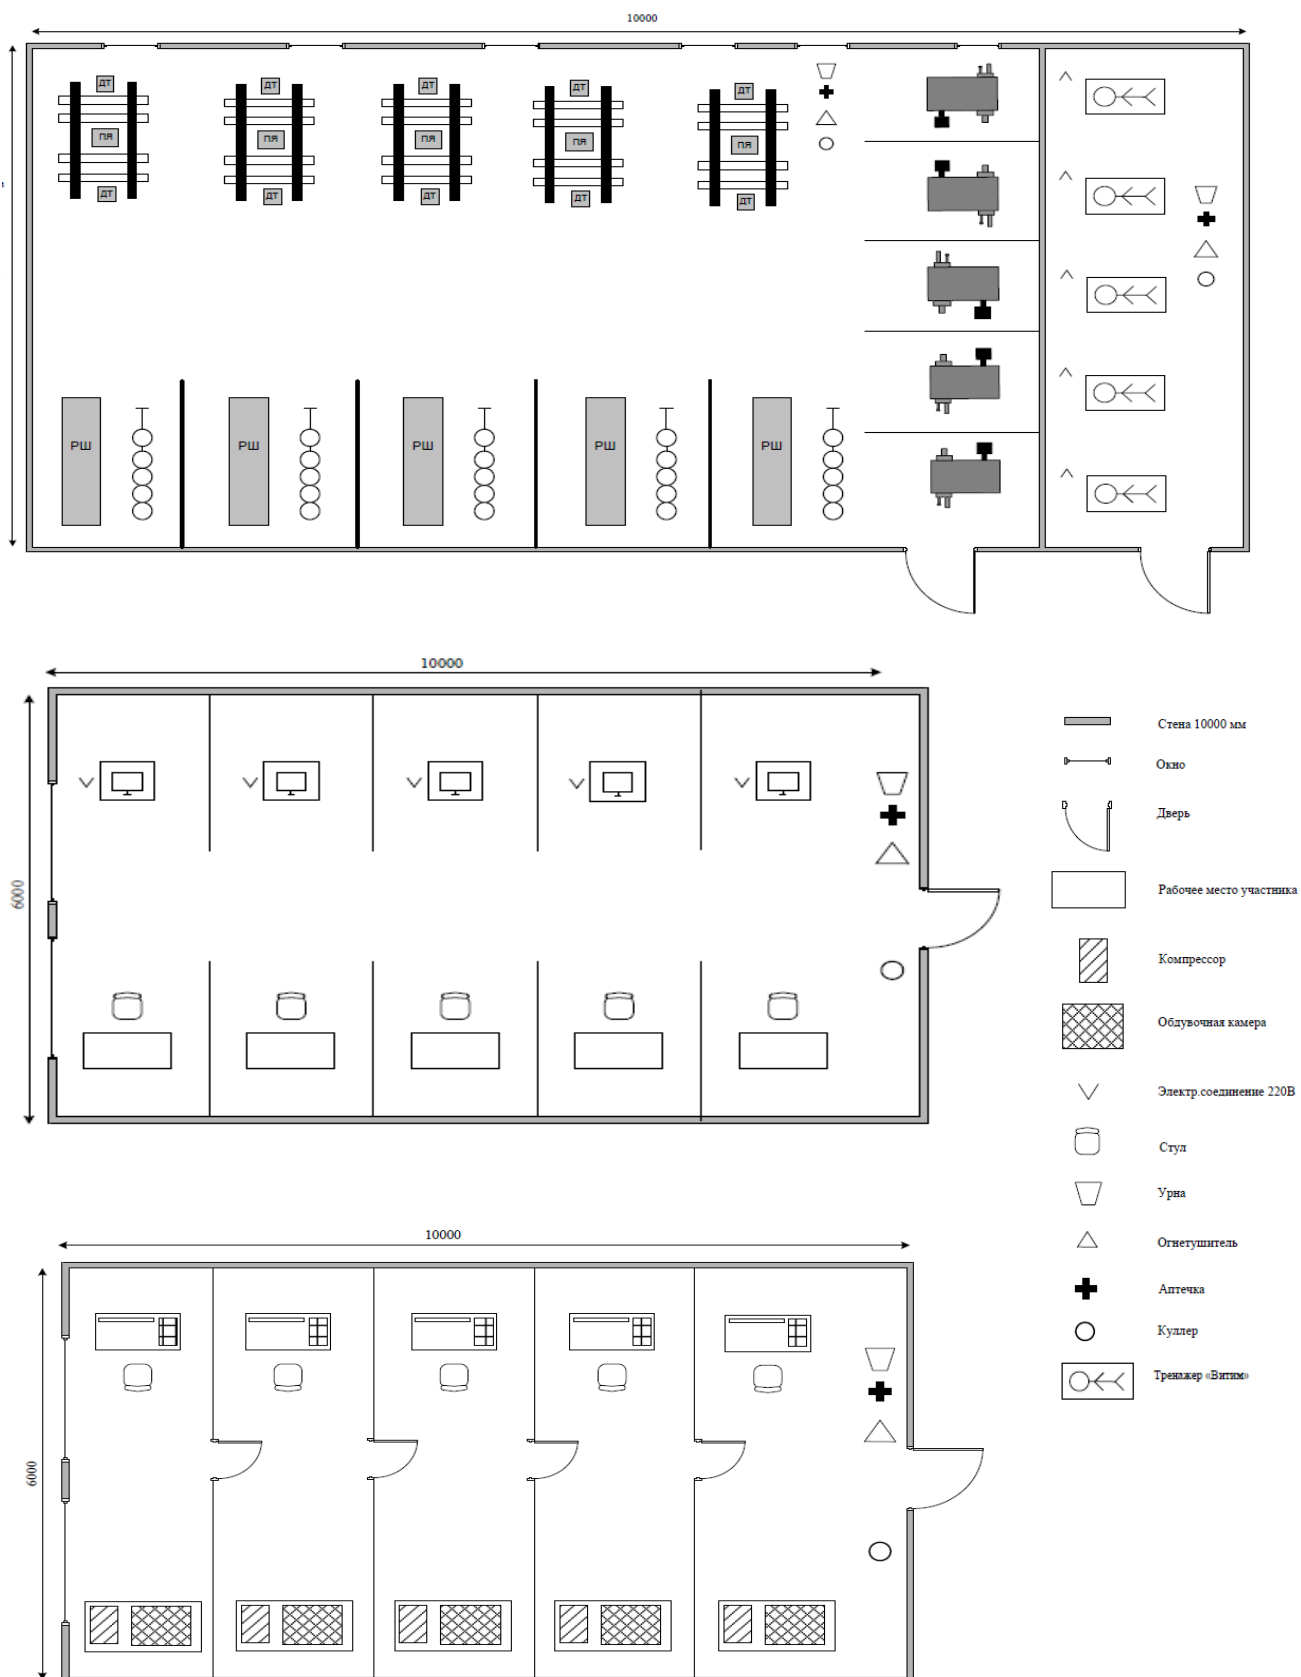 10000
ДТ ДТ ДТ ДТ ДТ
ПЯ ПЯ ПЯ ПЯ ПЯ
ДТ ДТ ДТ ДТ ДТ
РШ РШ РШ РШ РШ
10000
6000
Стена 10000 мм
Окно
Дверь
Рабочее место участника
Компрессор
Обдувочная камера
Электр.соединение 220В
Стул
Урна
Огнетушитель
Аптечка
Куллер
Тренажер «Витим»
10000
6000